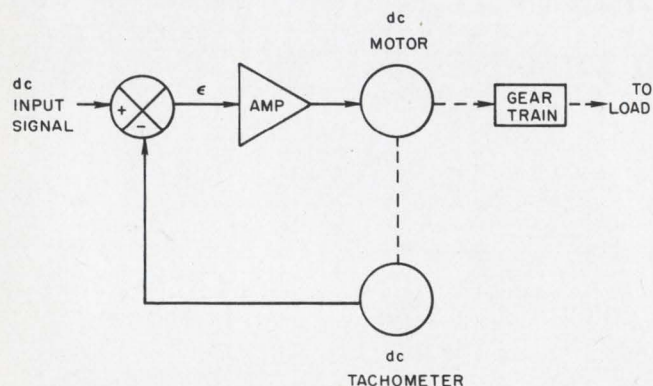 dc
MOTOR
dc
INPUT
SIGNAL
+
-
ϵ
AMP
GEAR
TRAIN
TO
LOAD
dc
TACHOMETER